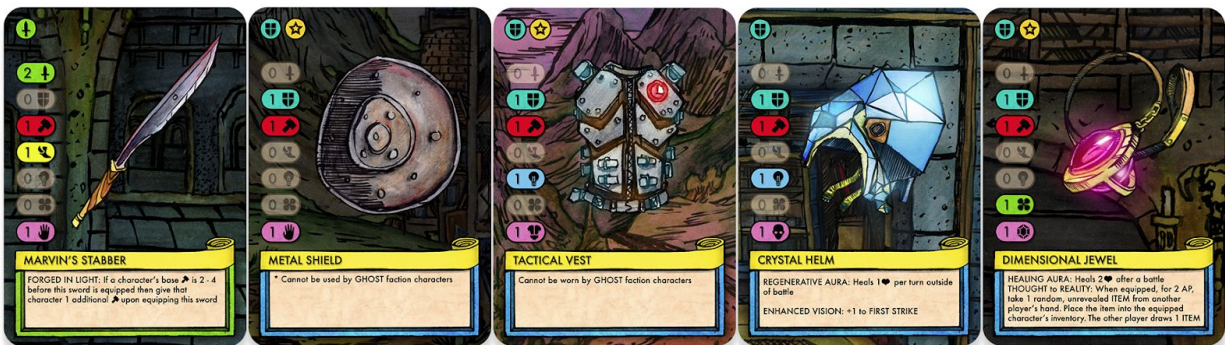 2
0
1
1
0
0
1
MARVIN'S STABBER
FORGED IN LIGHT: If a character's base is 2 - 4
before this sword is equipped then give that
character 1 additional upon equipping this sword
0
1
1
0
0
0
1
METAL SHIELD
* Cannot be used by GHOST faction characters
0
1
1
0
1
0
1
TACTICAL VEST
Cannot be worn by GHOST faction characters
0
1
1
0
1
0
1
CRYSTAL HELM
REGENERATIVE AURA: Heals 1 per turn outside
of battle
ENHANCED VISION: +1 to FIRST STRIKE
0
1
1
0
0
1
1
DIMENSIONAL JEWEL
HEALING AURA: Heals 2 after a battle
THOUGHT to REALITY: When equipped, for 2 AP,
take 1 random, unrevealed ITEM from another
player's hand. Place the item into the equipped
character's inventory. The other player draws 1 ITEM